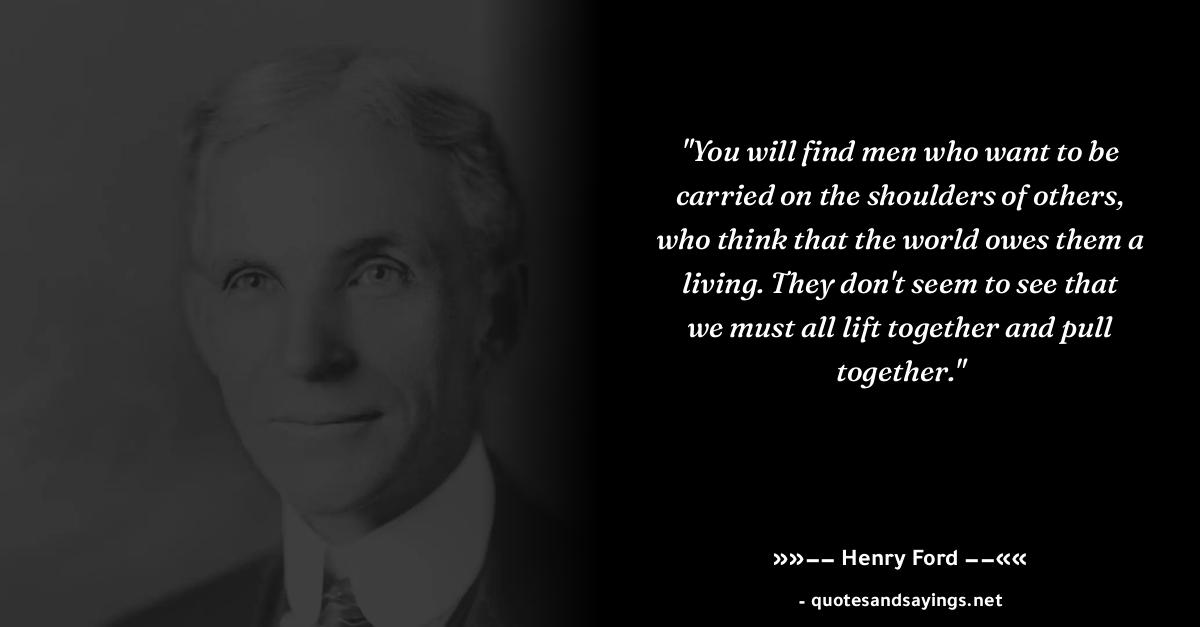 "You will find men who want to be
carried on the shoulders of others,
who think that the world owes them a
living. They don't seem to see that
we must all lift together and pull
together."
»»−− Henry Ford −−««
- quotesandsayings.net